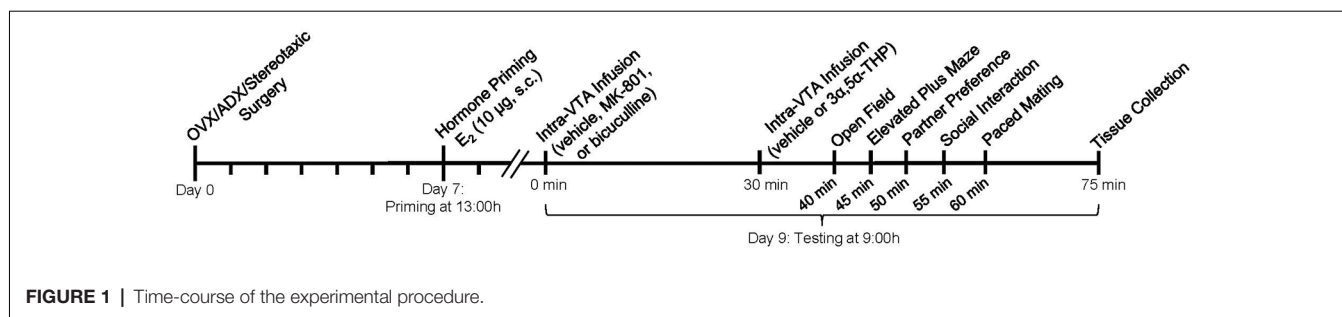 OVX/ADX/Stereotaxic
Surgery
Hormone Priming
E₂ (10 µg, s.c.)
Intra-VTA Infusion
(vehicle, MK-801,
or bicuculline)
Intra-VTA Infusion
(vehicle or 3α,5α-THP)
Open Field
Elevated Plus Maze
Partner Preference
Social Interaction
Paced Mating
Tissue Collection
Day 0
Day 7:
Priming at 13:00h
0 min
30 min
40 min
45 min
50 min
55 min
60 min
75 min
Day 9: Testing at 9:00h
FIGURE 1 | Time-course of the experimental procedure.